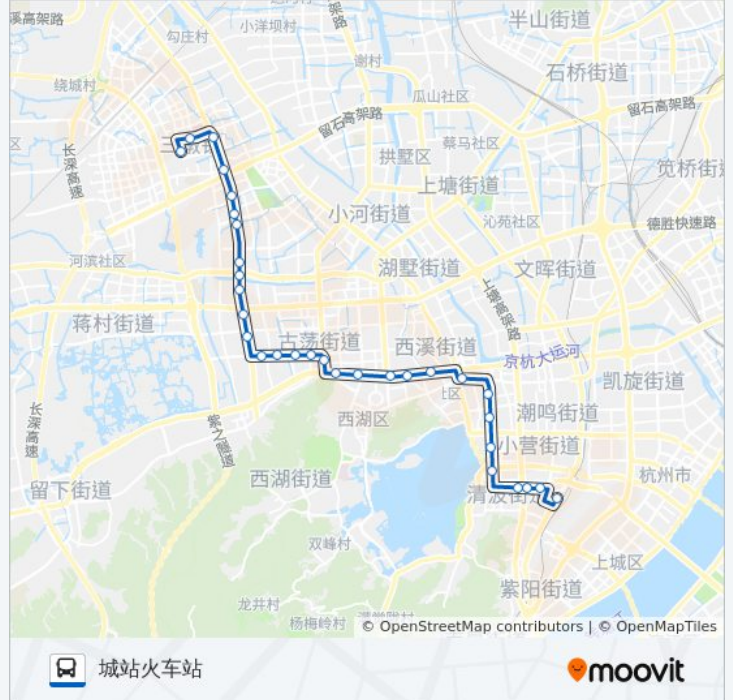 溪高架路
架
路
半山街道
勾庄村
小洋坝村
谢村
石桥街道
绕城村
瓜山社区
留石高架路
留石高架路
长深高速
区
蔡马社区
拱墅区
笕桥街
上塘街道
小河街道
沁苑社区
德胜快速路
河滨社区
湖墅街道
文晖街道
上塘高架路
蒋村街道
古荡街道
西溪街道
京杭大运河
凯旋街道
社区
潮鸣街道
长深高速
紫之隧道
西湖区
小营街道
西湖街道
杭州市
留下街道
清波街道
双峰村
上城区
紫阳街道
龙井村
杨梅岭村
© OpenStreetMap contributors | © OpenMapTiles
城站火车站
moovit